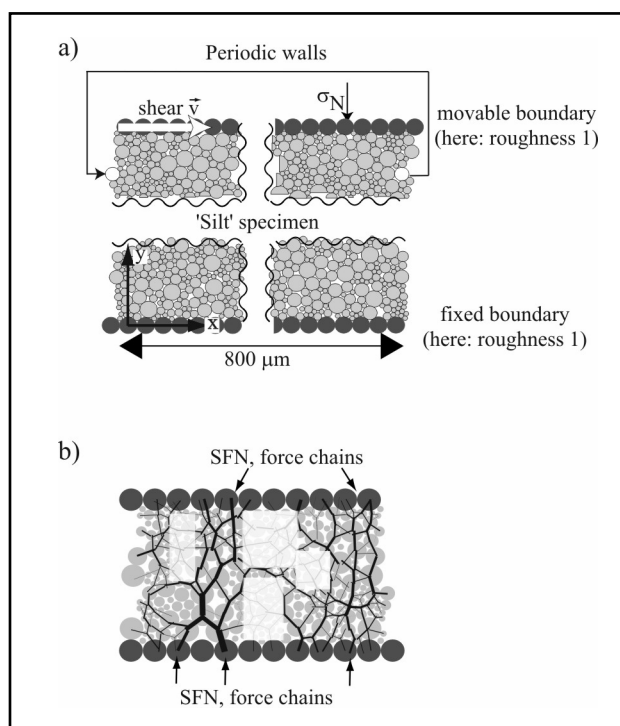 a)
Periodic walls
shear v⃗
σN
movable boundary
(here: roughness 1)
'Silt' specimen
y
x
fixed boundary
(here: roughness 1)
800 µm
b)
SFN, force chains
SFN, force chains